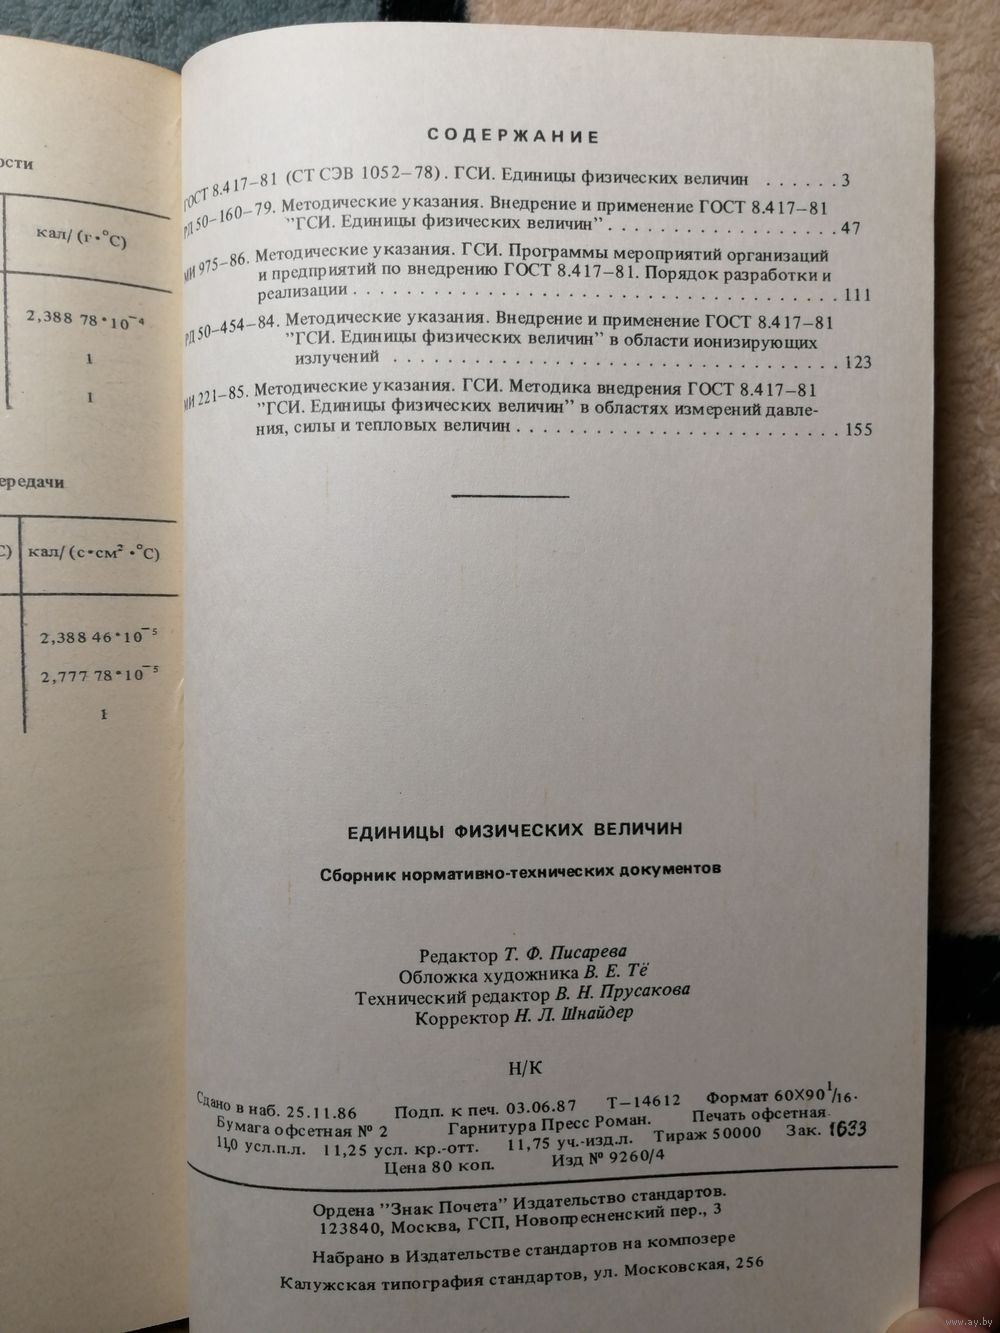 ости
кал/ (г·°С)
2,388 78·10⁻⁴
1
1
ередачи
С)
кал/ (с·см² ·°С)
2,388 46·10⁻⁵
2,777 78·10⁻⁵
1
СОДЕРЖАНИЕ
ГОСТ 8.417–81 (СТ СЭВ 1052–78). ГСИ. Единицы физических величин . . . . . . 3
РД 50–160–79. Методические указания. Внедрение и применение ГОСТ 8.417–81
"ГСИ. Единицы физических величин" . . . . . . . . . . . . . . . . . 47
МИ 975–86. Методические указания. ГСИ. Программы мероприятий организаций
и предприятий по внедрению ГОСТ 8.417–81. Порядок разработки и
реализации . . . . . . . . . . . . . . . . . . . . . . . . . . . . . . . . . . . 111
РД 50–454–84. Методические указания. Внедрение и применение ГОСТ 8.417–81
"ГСИ. Единицы физических величин" в области ионизирующих
излучений . . . . . . . . . . . . . . . . . . . . . . . . . . . . . . . . 123
МИ 221–85. Методические указания. ГСИ. Методика внедрения ГОСТ 8.417–81
"ГСИ. Единицы физических величин" в областях измерений давле-
ния, силы и тепловых величин . . . . . . . . . . . . . . . . . . . . . . . 155
ЕДИНИЦЫ ФИЗИЧЕСКИХ ВЕЛИЧИН
Сборник нормативно-технических документов
Редактор Т. Ф. Писарева
Обложка художника В. Е. Тё
Технический редактор В. Н. Прусакова
Корректор Н. Л. Шнайдер
Н/К
Сдано в наб. 25.11.86 Подп. к печ. 03.06.87 Т–14612 Формат 60Х90 1/16.
Бумага офсетная № 2 Гарнитура Пресс Роман. Печать офсетная
11,0 усл.п.л. 11,25 усл. кр.-отт. 11,75 уч.-изд.л. Тираж 50000 Зак. 1633
Цена 80 коп. Изд № 9260/4
Ордена "Знак Почета" Издательство стандартов.
123840, Москва, ГСП, Новопресненский пер., 3
Набрано в Издательстве стандартов на композере
Калужская типография стандартов, ул. Московская, 256
www.ay.by